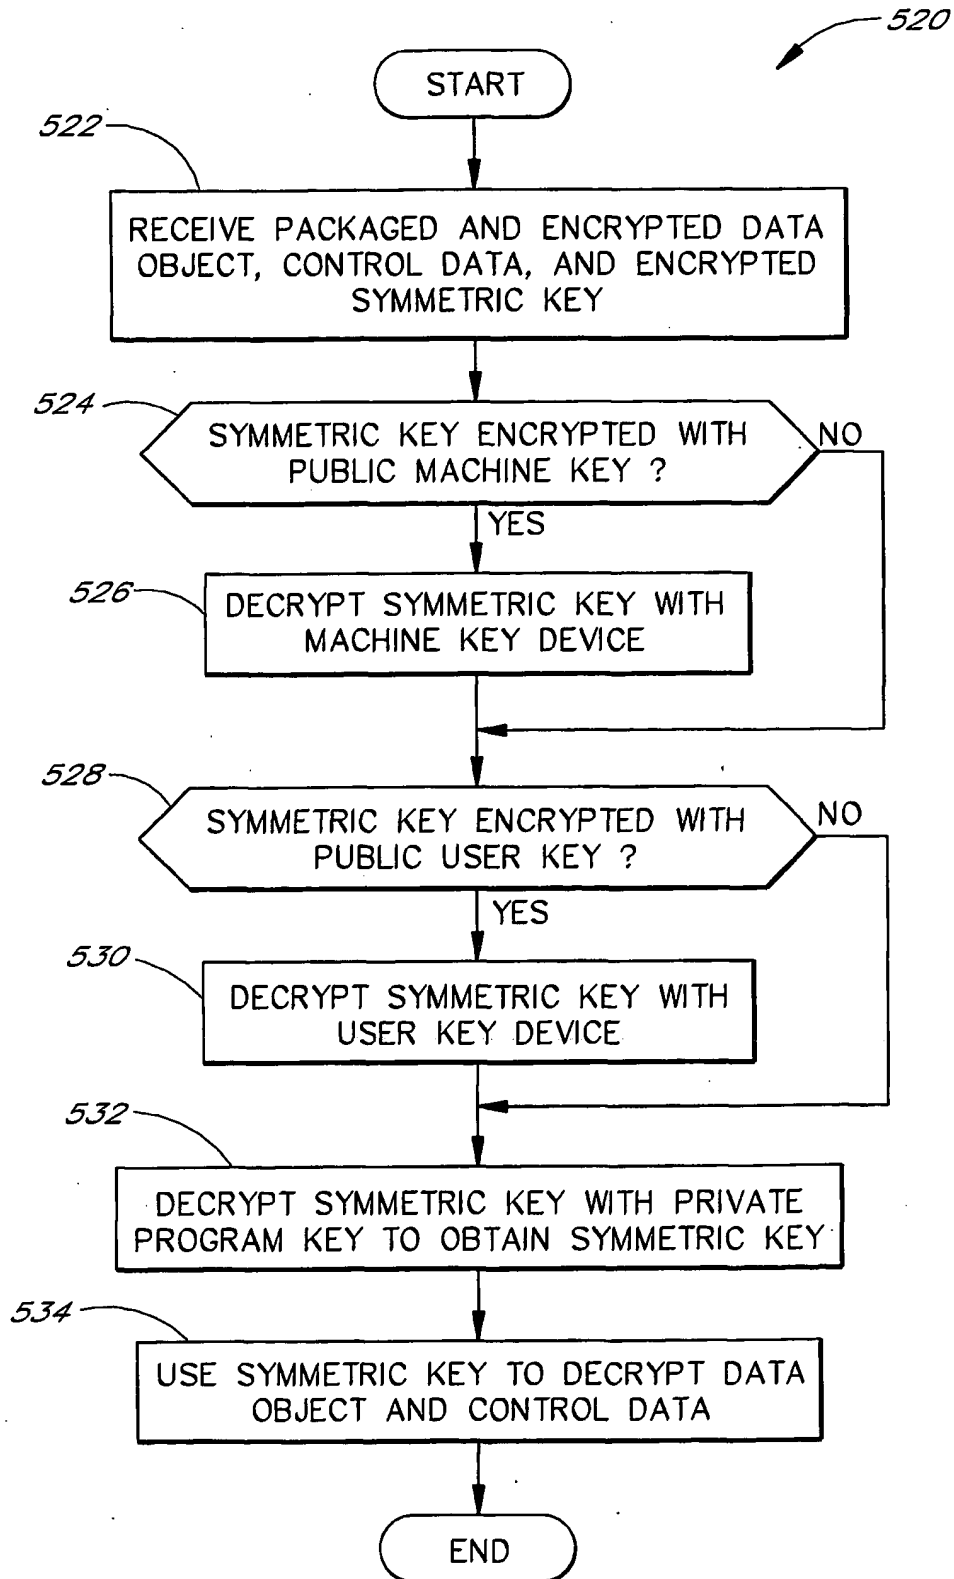 520
START
522
RECEIVE PACKAGED AND ENCRYPTED DATA
OBJECT, CONTROL DATA, AND ENCRYPTED
SYMMETRIC KEY
524
SYMMETRIC KEY ENCRYPTED WITH
PUBLIC MACHINE KEY ?
NO
YES
526
DECRYPT SYMMETRIC KEY WITH
MACHINE KEY DEVICE
528
SYMMETRIC KEY ENCRYPTED WITH
PUBLIC USER KEY ?
NO
YES
530
DECRYPT SYMMETRIC KEY WITH
USER KEY DEVICE
532
DECRYPT SYMMETRIC KEY WITH PRIVATE
PROGRAM KEY TO OBTAIN SYMMETRIC KEY
534
USE SYMMETRIC KEY TO DECRYPT DATA
OBJECT AND CONTROL DATA
END